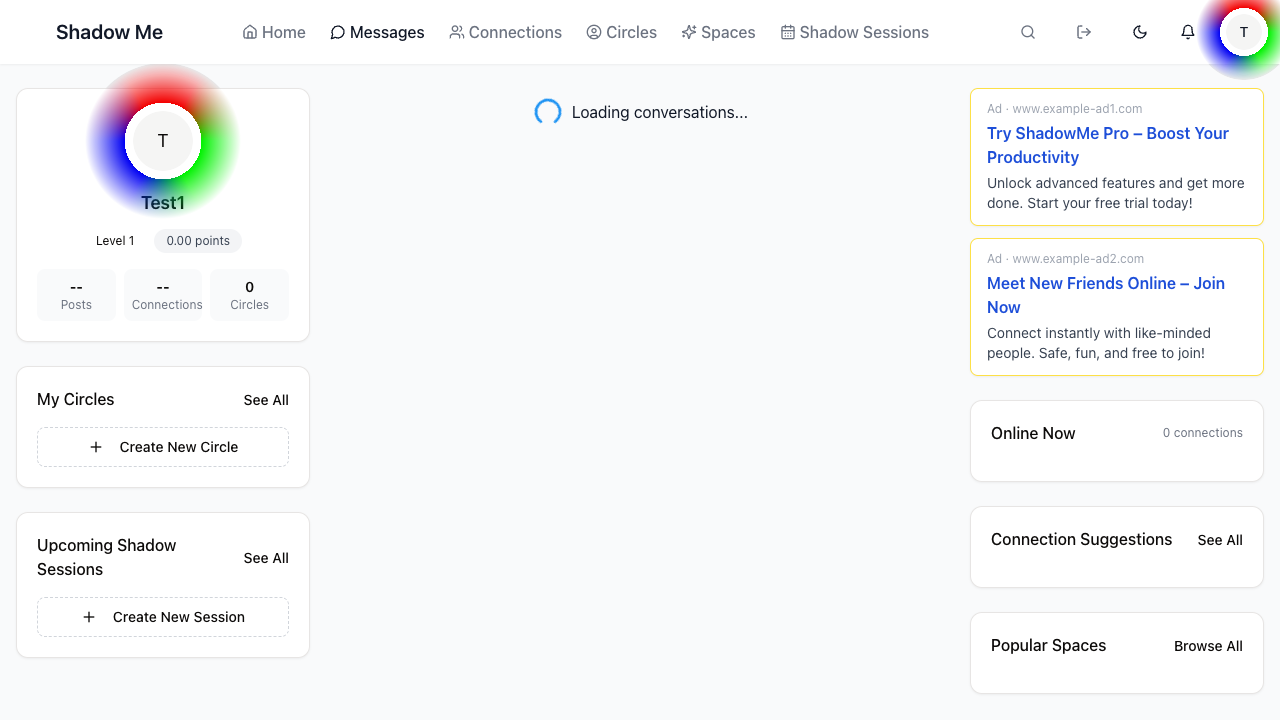 Shadow Me
Home
Messages
Connections
Circles
Spaces
Shadow Sessions
T
T
Test1
Level 1
0.00 points
--
Posts
--
Connections
0
Circles
My Circles
See All
Create New Circle
Upcoming Shadow
Sessions
See All
Create New Session
Loading conversations...
Ad · www.example-ad1.com
Try ShadowMe Pro – Boost Your
Productivity
Unlock advanced features and get more
done. Start your free trial today!
Ad · www.example-ad2.com
Meet New Friends Online – Join
Now
Connect instantly with like-minded
people. Safe, fun, and free to join!
Online Now
0 connections
Connection Suggestions
See All
Popular Spaces
Browse All